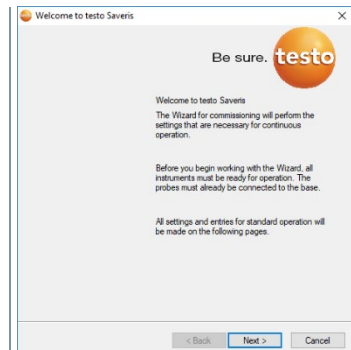 Welcome to testo Saveris
Be sure. testo
Welcome to testo Saveris
The Wizard for commissioning will perform the
settings that are necessary for continuous
operation.
Before you begin working with the Wizard, all
instruments must be ready for operation. The
probes must already be connected to the base.
All settings and entries for standard operation will
be made on the following pages.
< Back Next > Cancel